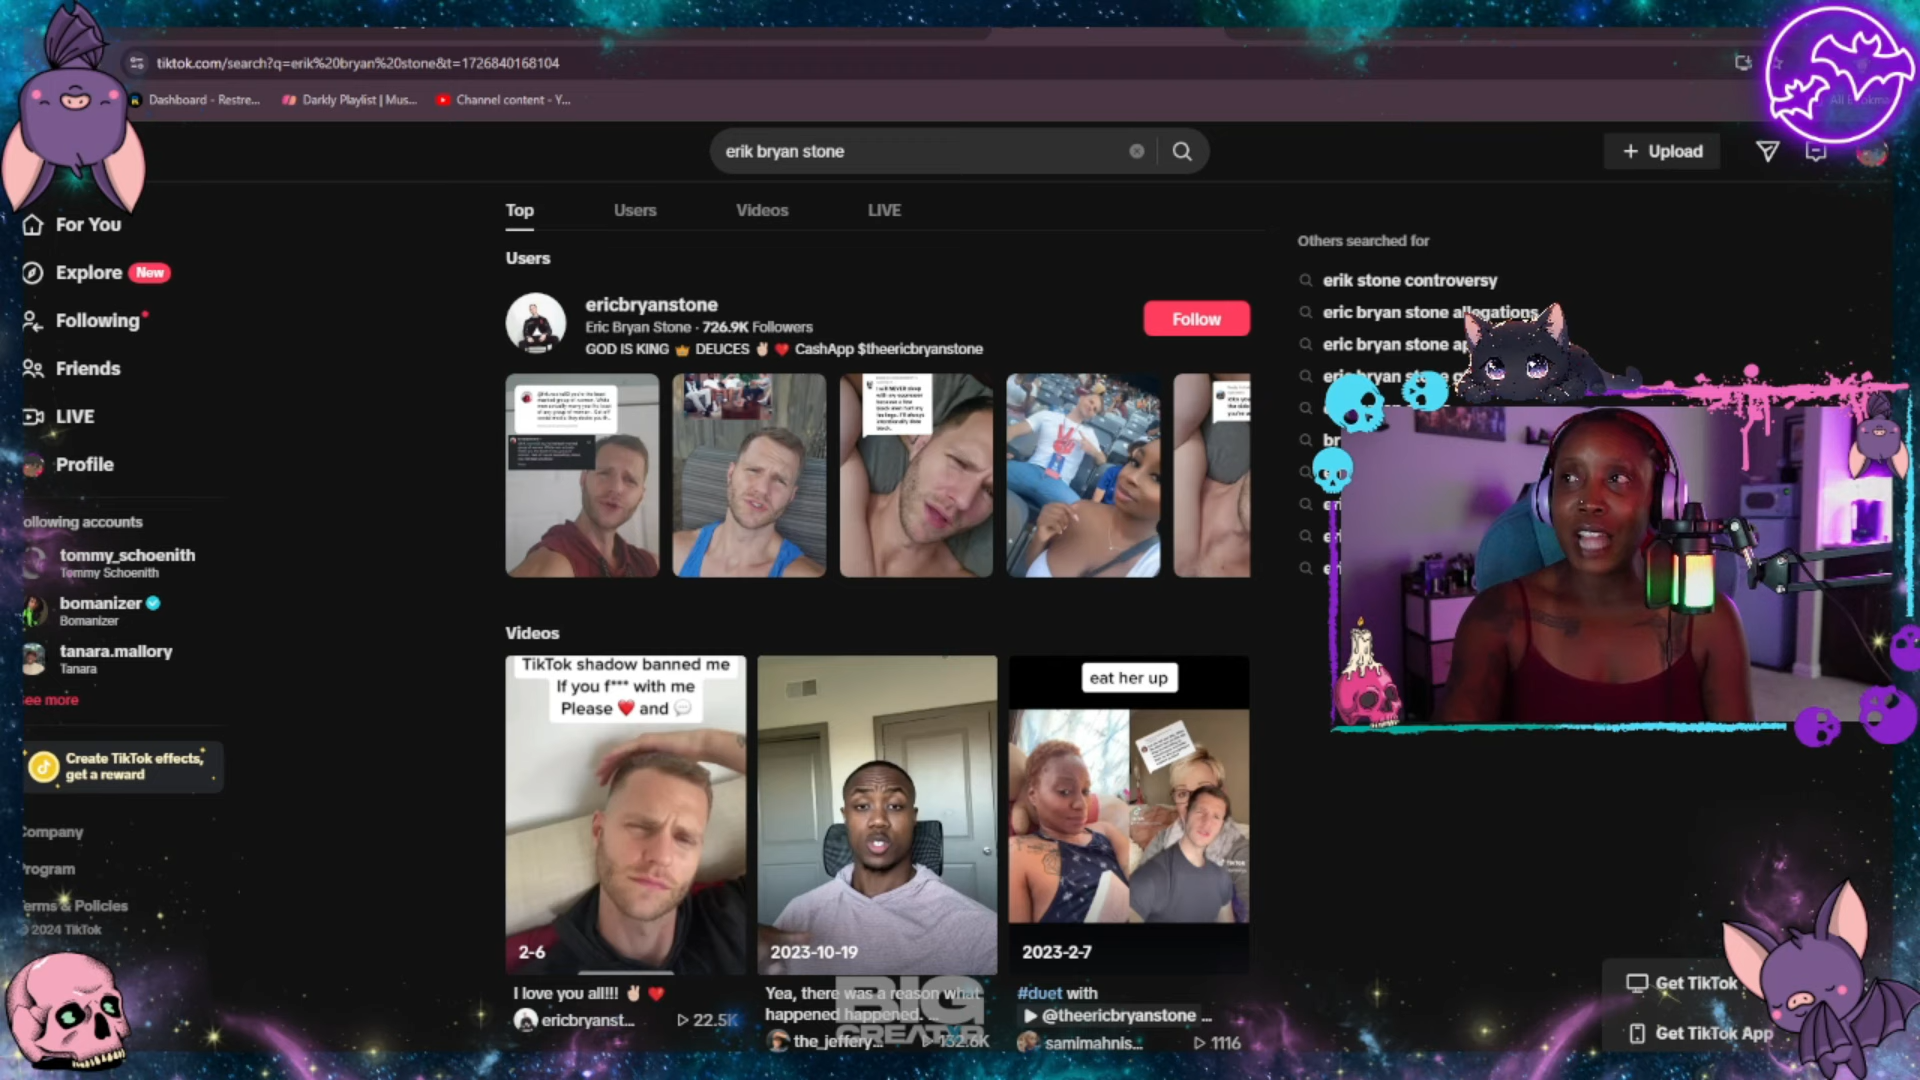 tiktok.com/search?q=erik%20bryan%20stone&t=1726840168104
Dashboard - Restre...
Darkly Playlist | Mus...
Channel content - Y...
erik bryan stone
Upload
Top
Users
Videos
LIVE
For You
Explore New
Following
Friends
LIVE
Profile
ollowing accounts
tommy_schoenith
Tommy Schoenith
bomanizer
Bomanizer
tanara.mallory
Tanara
ee more
Create TikTok effects,
get a reward
Company
Program
erms & Policies
© 2024 TikTok
Users
ericbryanstone
Eric Bryan Stone · 726.9K Followers
GOD IS KING 👑 DEUCES ✌🏻 ❤️ CashApp $theericbryanstone
Follow
Videos
TikTok shadow banned me
If you f*** with me
Please ❤️ and 💬
2-6
I love you all!!! ✌🏻 ❤️
ericbryanst...
22.5K
2023-10-19
Yea, there was a reason what
happened happened. ...
the_jeffery...
132.6K
BIG
CREATOR
eat her up
TikTok
2023-2-7
#duet with
@theericbryanstone ...
samimahnis...
1116
Others searched for
erik stone controversy
eric bryan stone allegations
eric bryan stone ap
Get TikTok
Get TikTok App